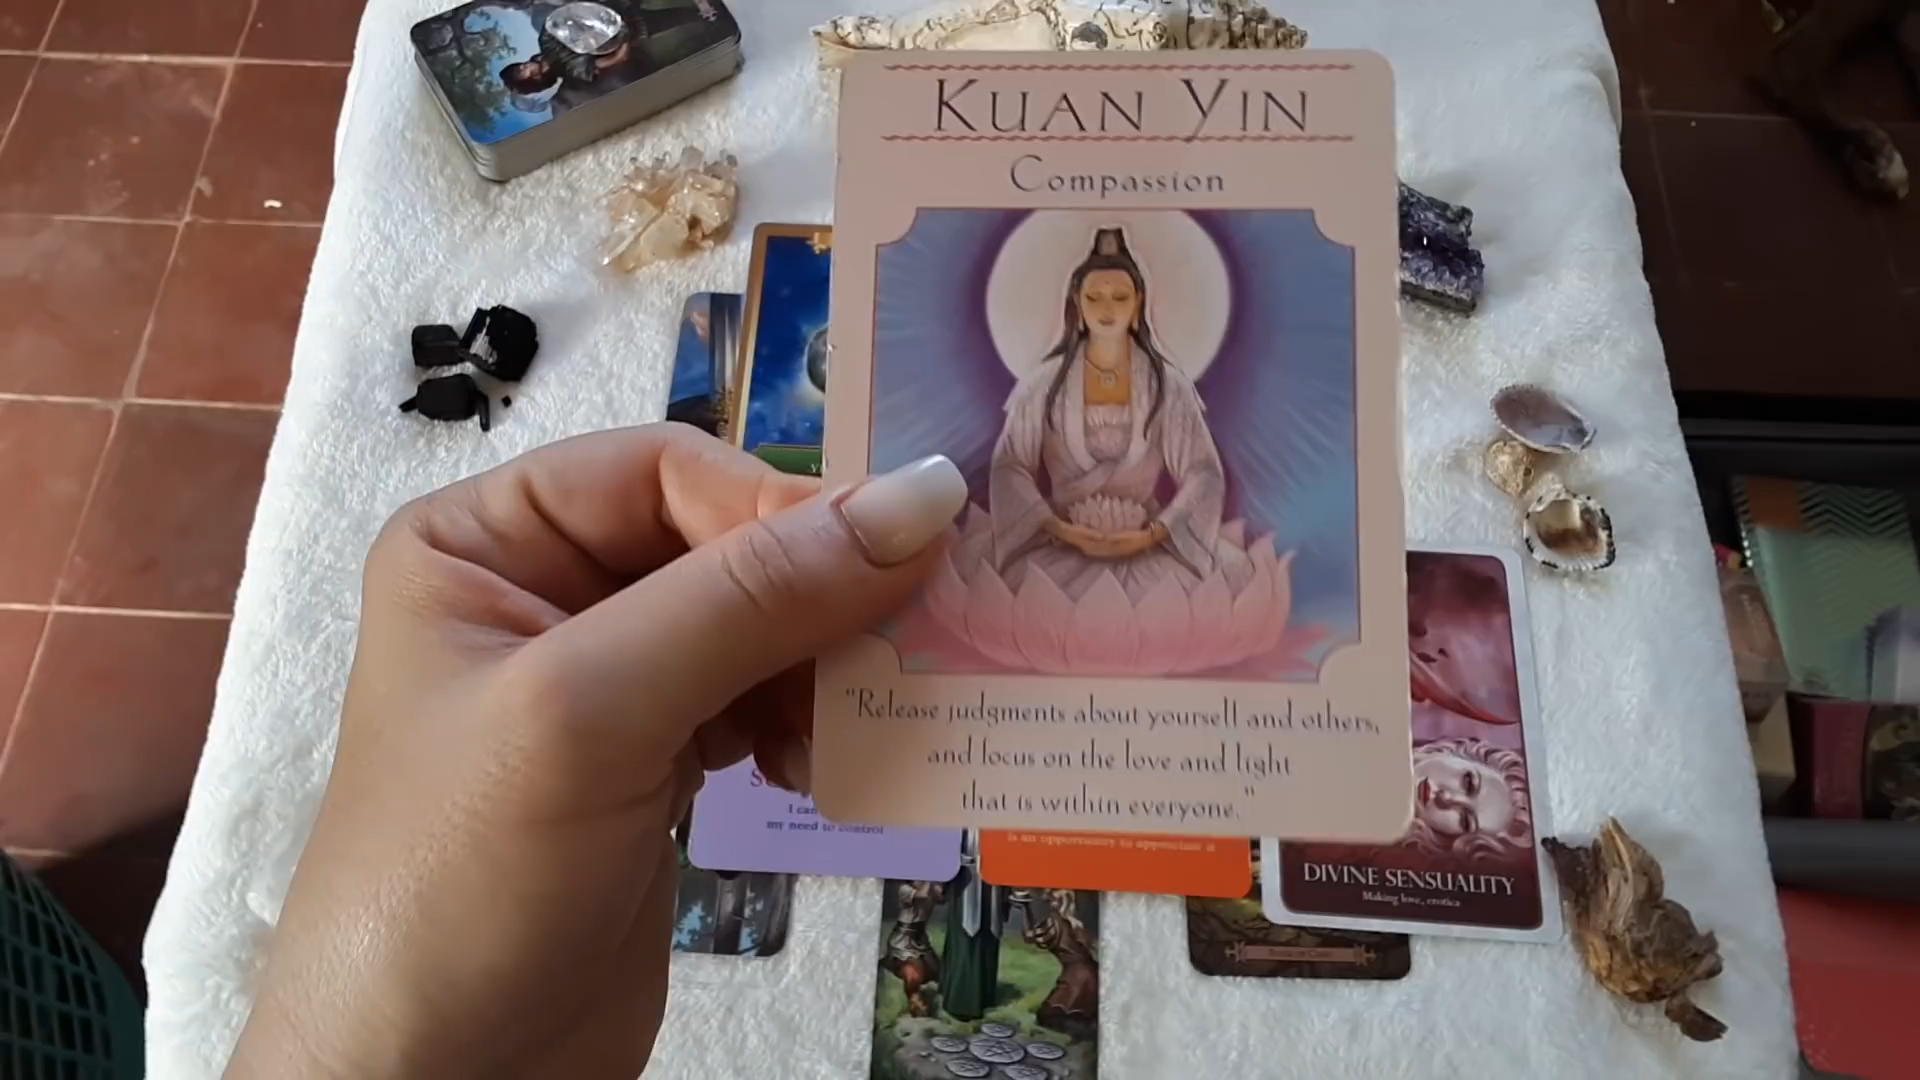 KUAN YIN
Compassion
"Release judgments about yourself and others,
and focus on the love and light
that is within everyone."
I can
my need to control
is an opportunity to appreciate it
DIVINE SENSUALITY
Making love, erotica